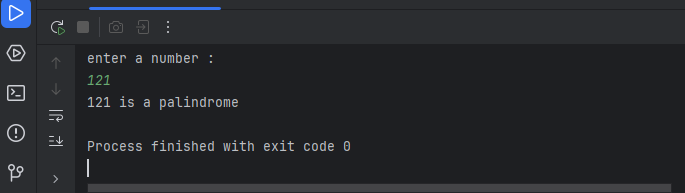 enter a number :
121
121 is a palindrome
Process finished with exit code 0